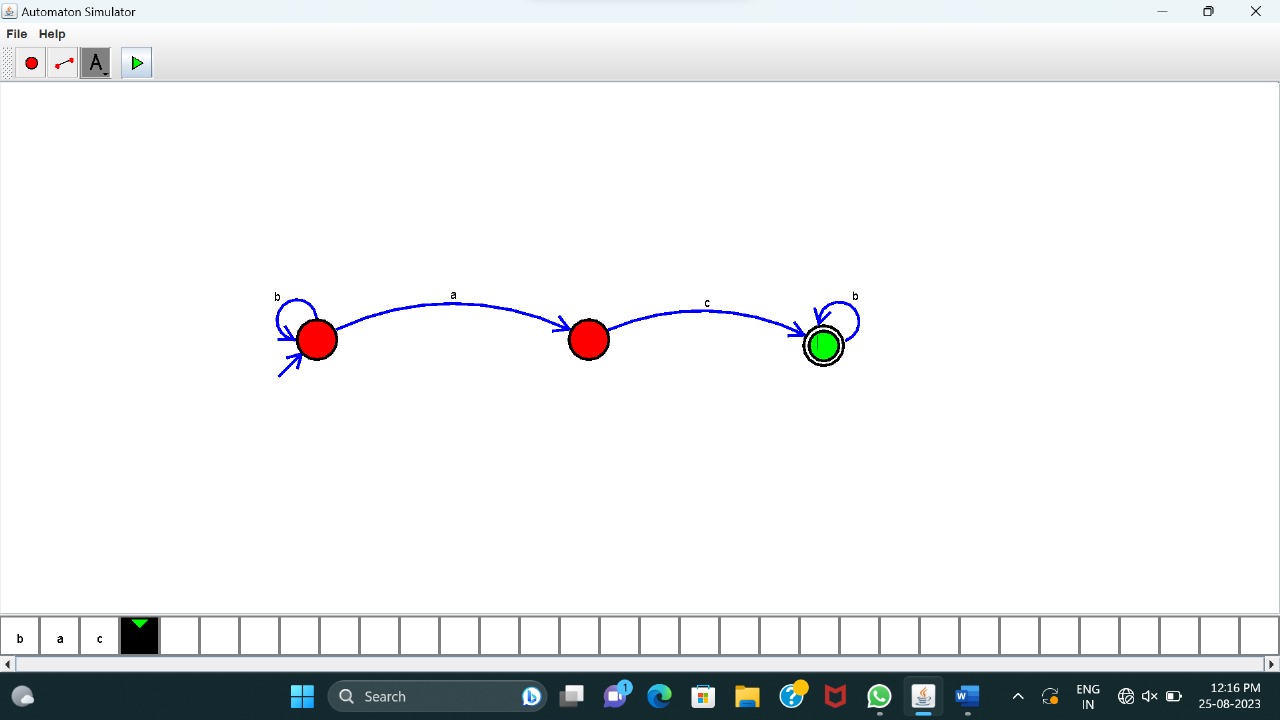 Automaton Simulator
File Help
A
b a c b
b a c
Search
1
ENG
IN
12:16 PM
25-08-2023